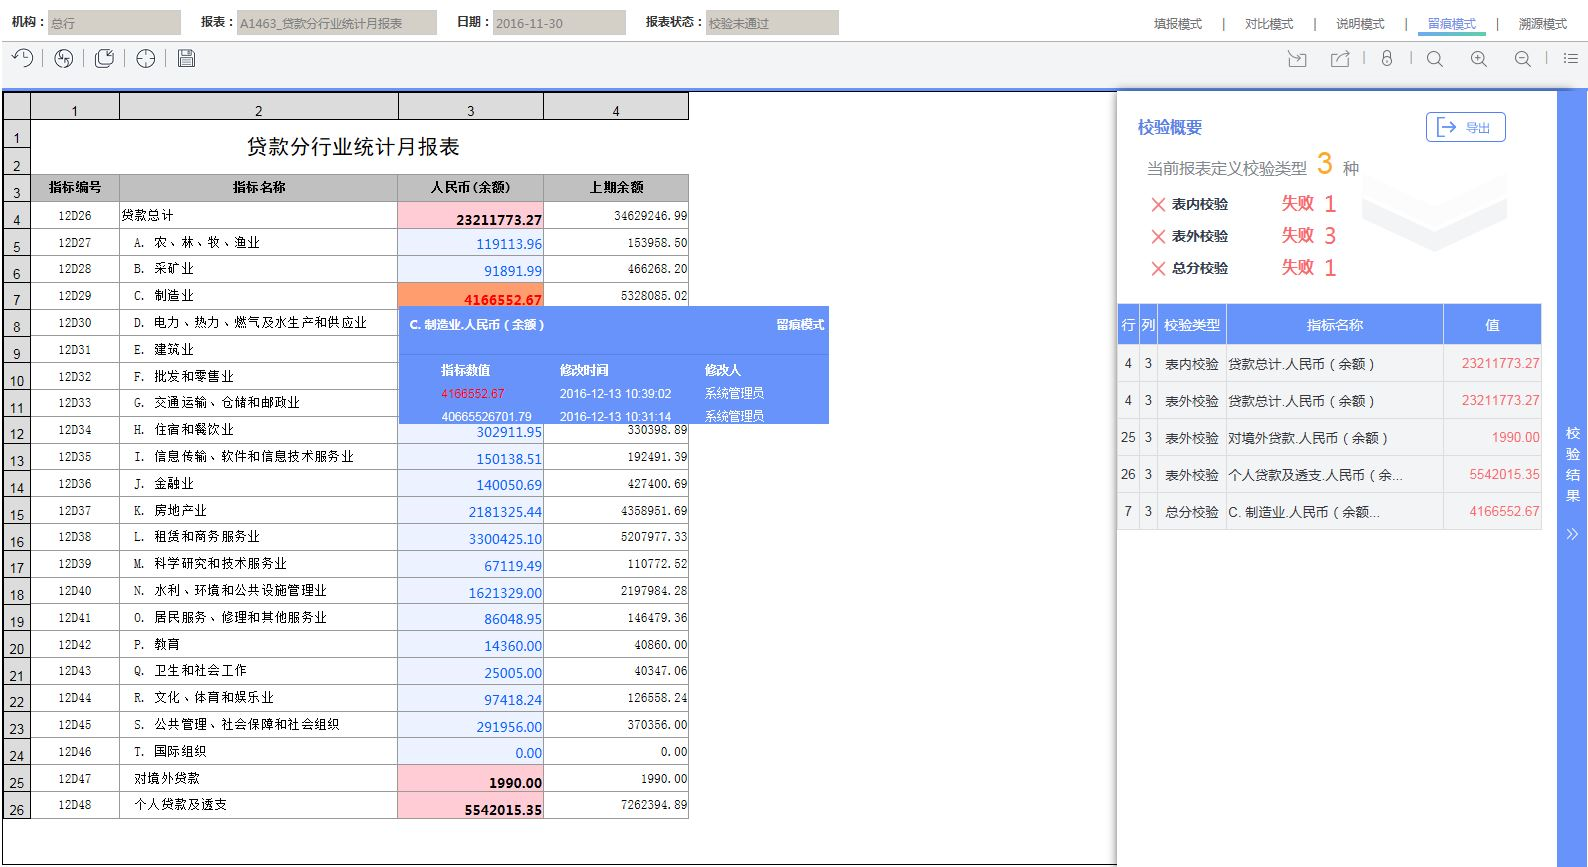 机构： 总行 报表： A1463_贷款分行业统计月报表 日期： 2016-11-30 报表状态： 校验未通过 填报模式 | 对比模式 | 说明模式 | 留痕模式 | 溯源模式
1 2 3 4
1
2 贷款分行业统计月报表
3 指标编号 指标名称 人民币(余额) 上期余额
4 12D26 贷款总计 23211773.27 34629246.99
5 12D27 A. 农、林、牧、渔业 119113.96 153958.50
6 12D28 B. 采矿业 91891.99 466268.20
7 12D29 C. 制造业 4166552.67 5328085.02
8 12D30 D. 电力、热力、燃气及水生产和供应业
9 12D31 E. 建筑业
10 12D32 F. 批发和零售业
11 12D33 G. 交通运输、仓储和邮政业
12 12D34 H. 住宿和餐饮业 302911.95 330398.89
13 12D35 I. 信息传输、软件和信息技术服务业 150138.51 192491.39
14 12D36 J. 金融业 140050.69 427400.69
15 12D37 K. 房地产业 2181325.44 4358951.69
16 12D38 L. 租赁和商务服务业 3300425.10 5207977.33
17 12D39 M. 科学研究和技术服务业 67119.49 110772.52
18 12D40 N. 水利、环境和公共设施管理业 1621329.00 2197984.28
19 12D41 O. 居民服务、修理和其他服务业 86048.95 146479.36
20 12D42 P. 教育 14360.00 40860.00
21 12D43 Q. 卫生和社会工作 25005.00 40347.06
22 12D44 R. 文化、体育和娱乐业 97418.24 126558.24
23 12D45 S. 公共管理、社会保障和社会组织 291956.00 370356.00
24 12D46 T. 国际组织 0.00 0.00
25 12D47 对境外贷款 1990.00 1990.00
26 12D48 个人贷款及透支 5542015.35 7262394.89
C. 制造业.人民币（余额） 留痕模式
指标数值 修改时间 修改人
4166552.67 2016-12-13 10:39:02 系统管理员
40665526701.79 2016-12-13 10:31:14 系统管理员
校验概要 导出
当前报表定义校验类型 3 种
表内校验 失败 1
表外校验 失败 3
总分校验 失败 1
行 列 校验类型 指标名称 值
4 3 表内校验 贷款总计.人民币（余额） 23211773.27
4 3 表外校验 贷款总计.人民币（余额） 23211773.27
25 3 表外校验 对境外贷款.人民币（余额） 1990.00
26 3 表外校验 个人贷款及透支.人民币（余... 5542015.35
7 3 总分校验 C. 制造业.人民币（余额... 4166552.67
校
验
结
果